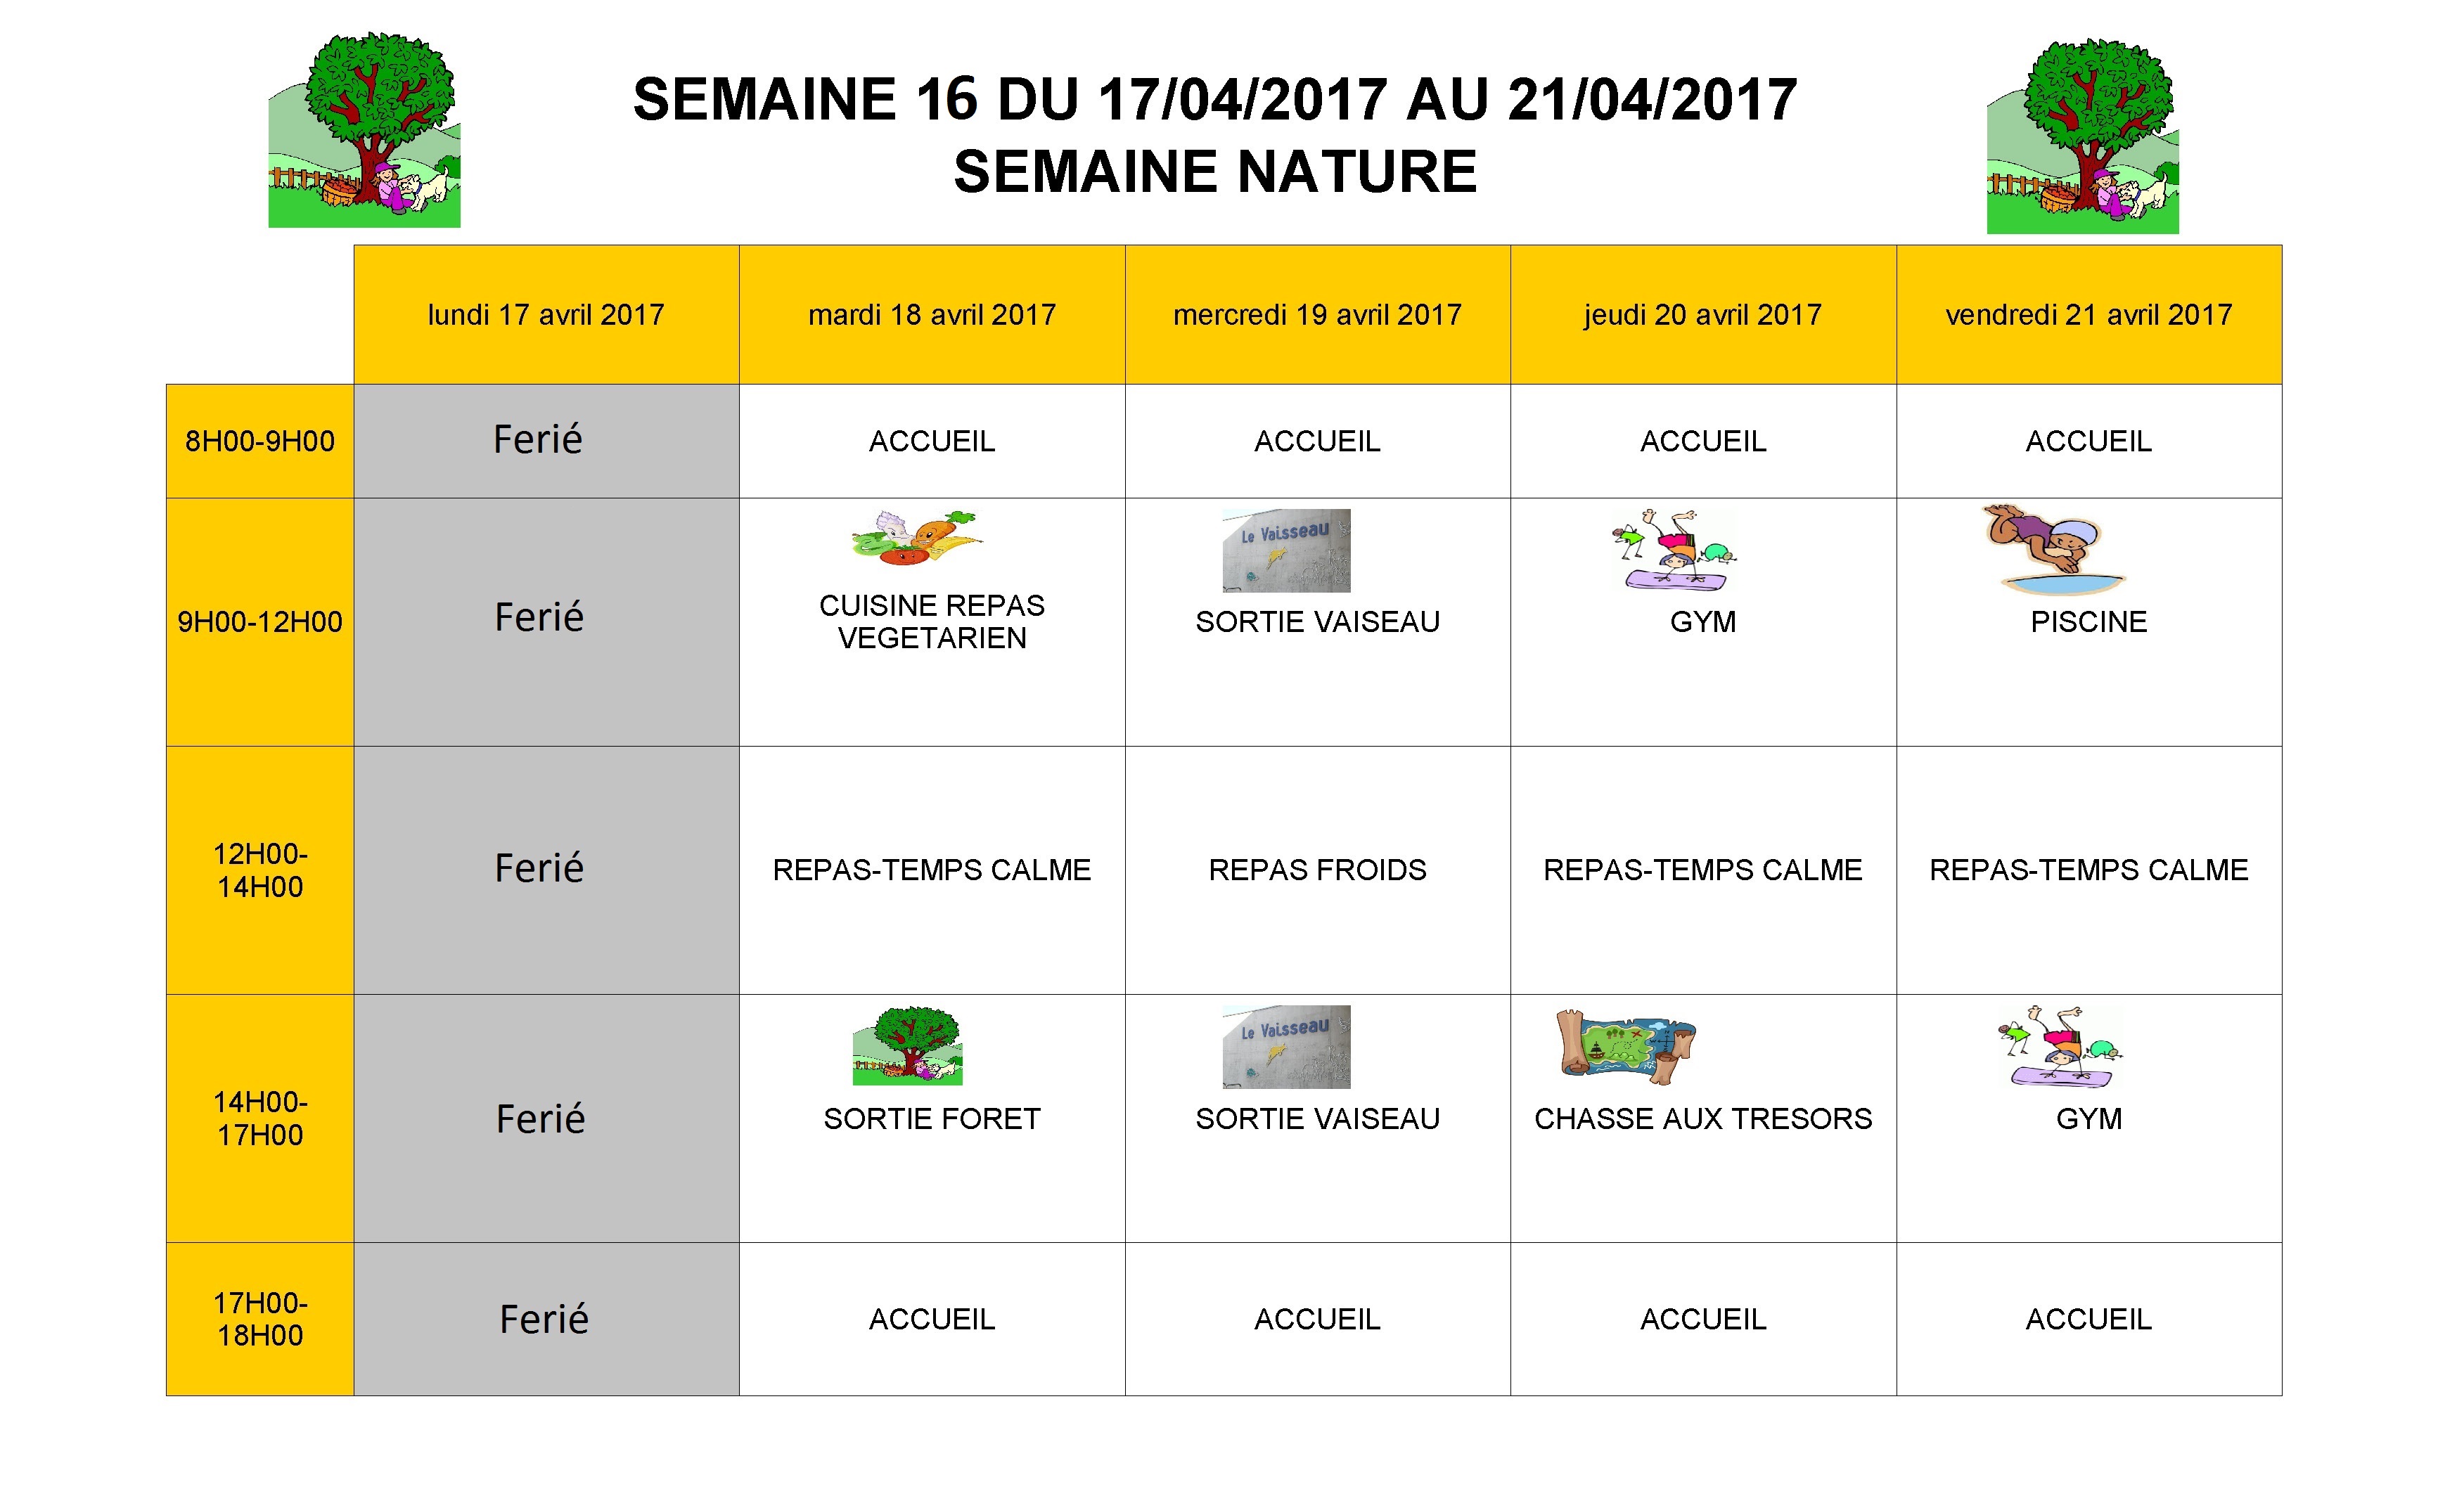 SEMAINE 16 DU 17/04/2017 AU 21/04/2017
SEMAINE NATURE
lundi 17 avril 2017
mardi 18 avril 2017
mercredi 19 avril 2017
jeudi 20 avril 2017
vendredi 21 avril 2017
8H00-9H00
Ferié
ACCUEIL
ACCUEIL
ACCUEIL
ACCUEIL
9H00-12H00
Ferié
CUISINE REPAS
VEGETARIEN
Le Vaisseau
SORTIE VAISEAU
GYM
PISCINE
12H00-
14H00
Ferié
REPAS-TEMPS CALME
REPAS FROIDS
REPAS-TEMPS CALME
REPAS-TEMPS CALME
14H00-
17H00
Ferié
SORTIE FORET
Le Vaisseau
SORTIE VAISEAU
CHASSE AUX TRESORS
GYM
17H00-
18H00
Ferié
ACCUEIL
ACCUEIL
ACCUEIL
ACCUEIL